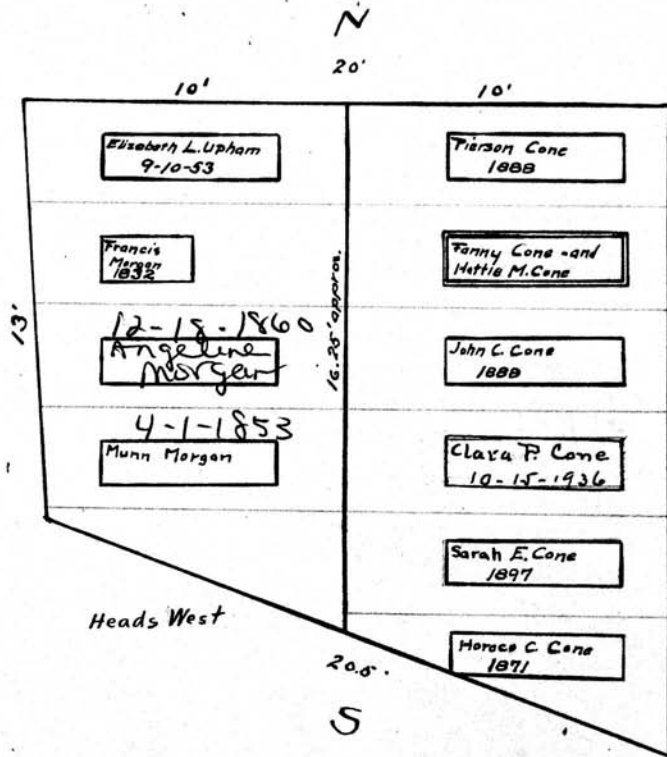 N
20'
10'
10'
Elisabeth L. Upham
9-10-53
Francis
Morgan
1832
12-18-1860
Angeline
Morgan
4-1-1853
Munn Morgan
13'
16.25' approx.
Pierson Cone
1888
Fanny Cone - and
Hattie M. Cone
John C. Cone
1888
Clara P. Cone
10-15-1936
Sarah E. Cone
1897
Horace C. Cone
1871
Heads West
20.5'
S